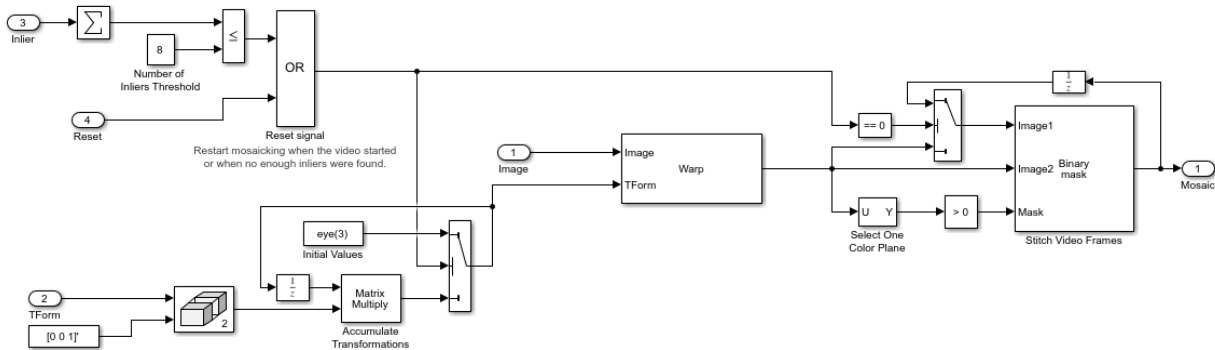 3
Inlier
∑
8
Number of
Inliers Threshold
≤
4
Reset
OR
Reset signal
Restart mosaicking when the video started
or when no enough inliers were found.
1
Image
Image
TForm
Warp
== 0
1
z
Image1
Image2
Mask
Binary
mask
Stitch Video Frames
1
Mosaic
U Y
Select One
Color Plane
> 0
eye(3)
Initial Values
1
z
Matrix
Multiply
Accumulate
Transformations
2
TForm
[0 0 1]'
2